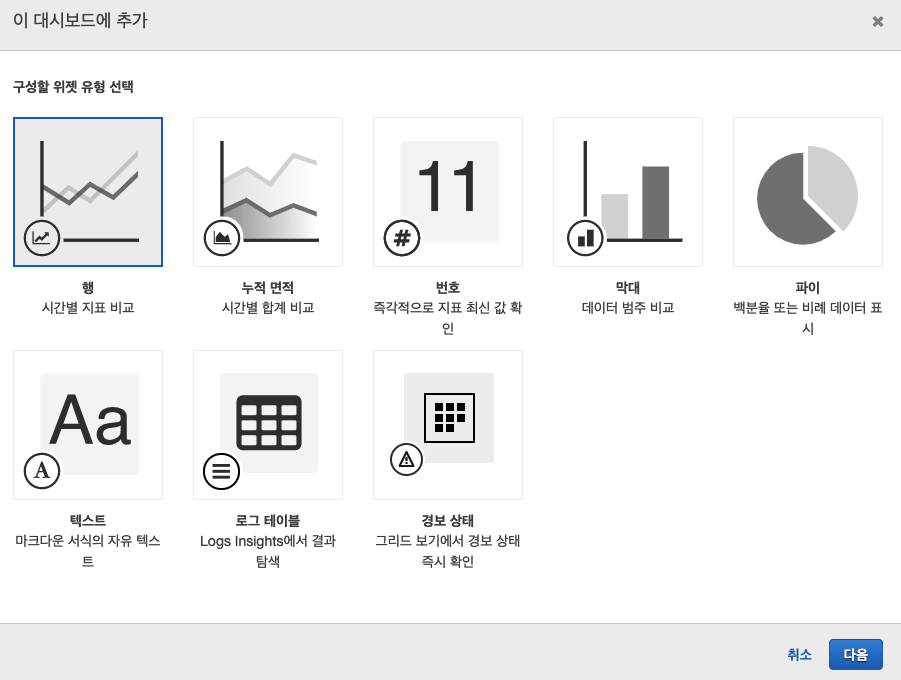 이 대시보드에 추가
구성할 위젯 유형 선택
11
#
행
시간별 지표 비교
누적 면적
시간별 합계 비교
번호
즉각적으로 지표 최신 값 확
인
막대
데이터 범주 비교
파이
백분율 또는 비례 데이터 표
시
Aa
A
텍스트
마크다운 서식의 자유 텍스
트
로그 테이블
Logs Insights에서 결과
탐색
경보 상태
그리드 보기에서 경보 상태
즉시 확인
취소
다음